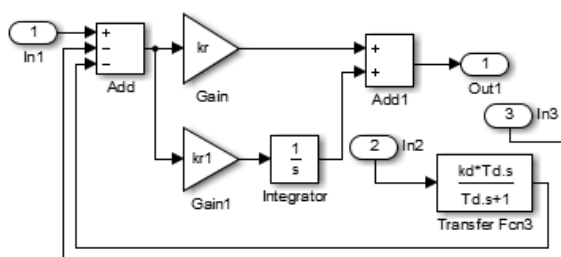 1
In1
+
−
−
Add
kr
Gain
kr1
Gain1
1
s
Integrator
+
+
Add1
1
Out1
2
In2
3
In3
kd*Td.s
Td.s+1
Transfer Fcn3